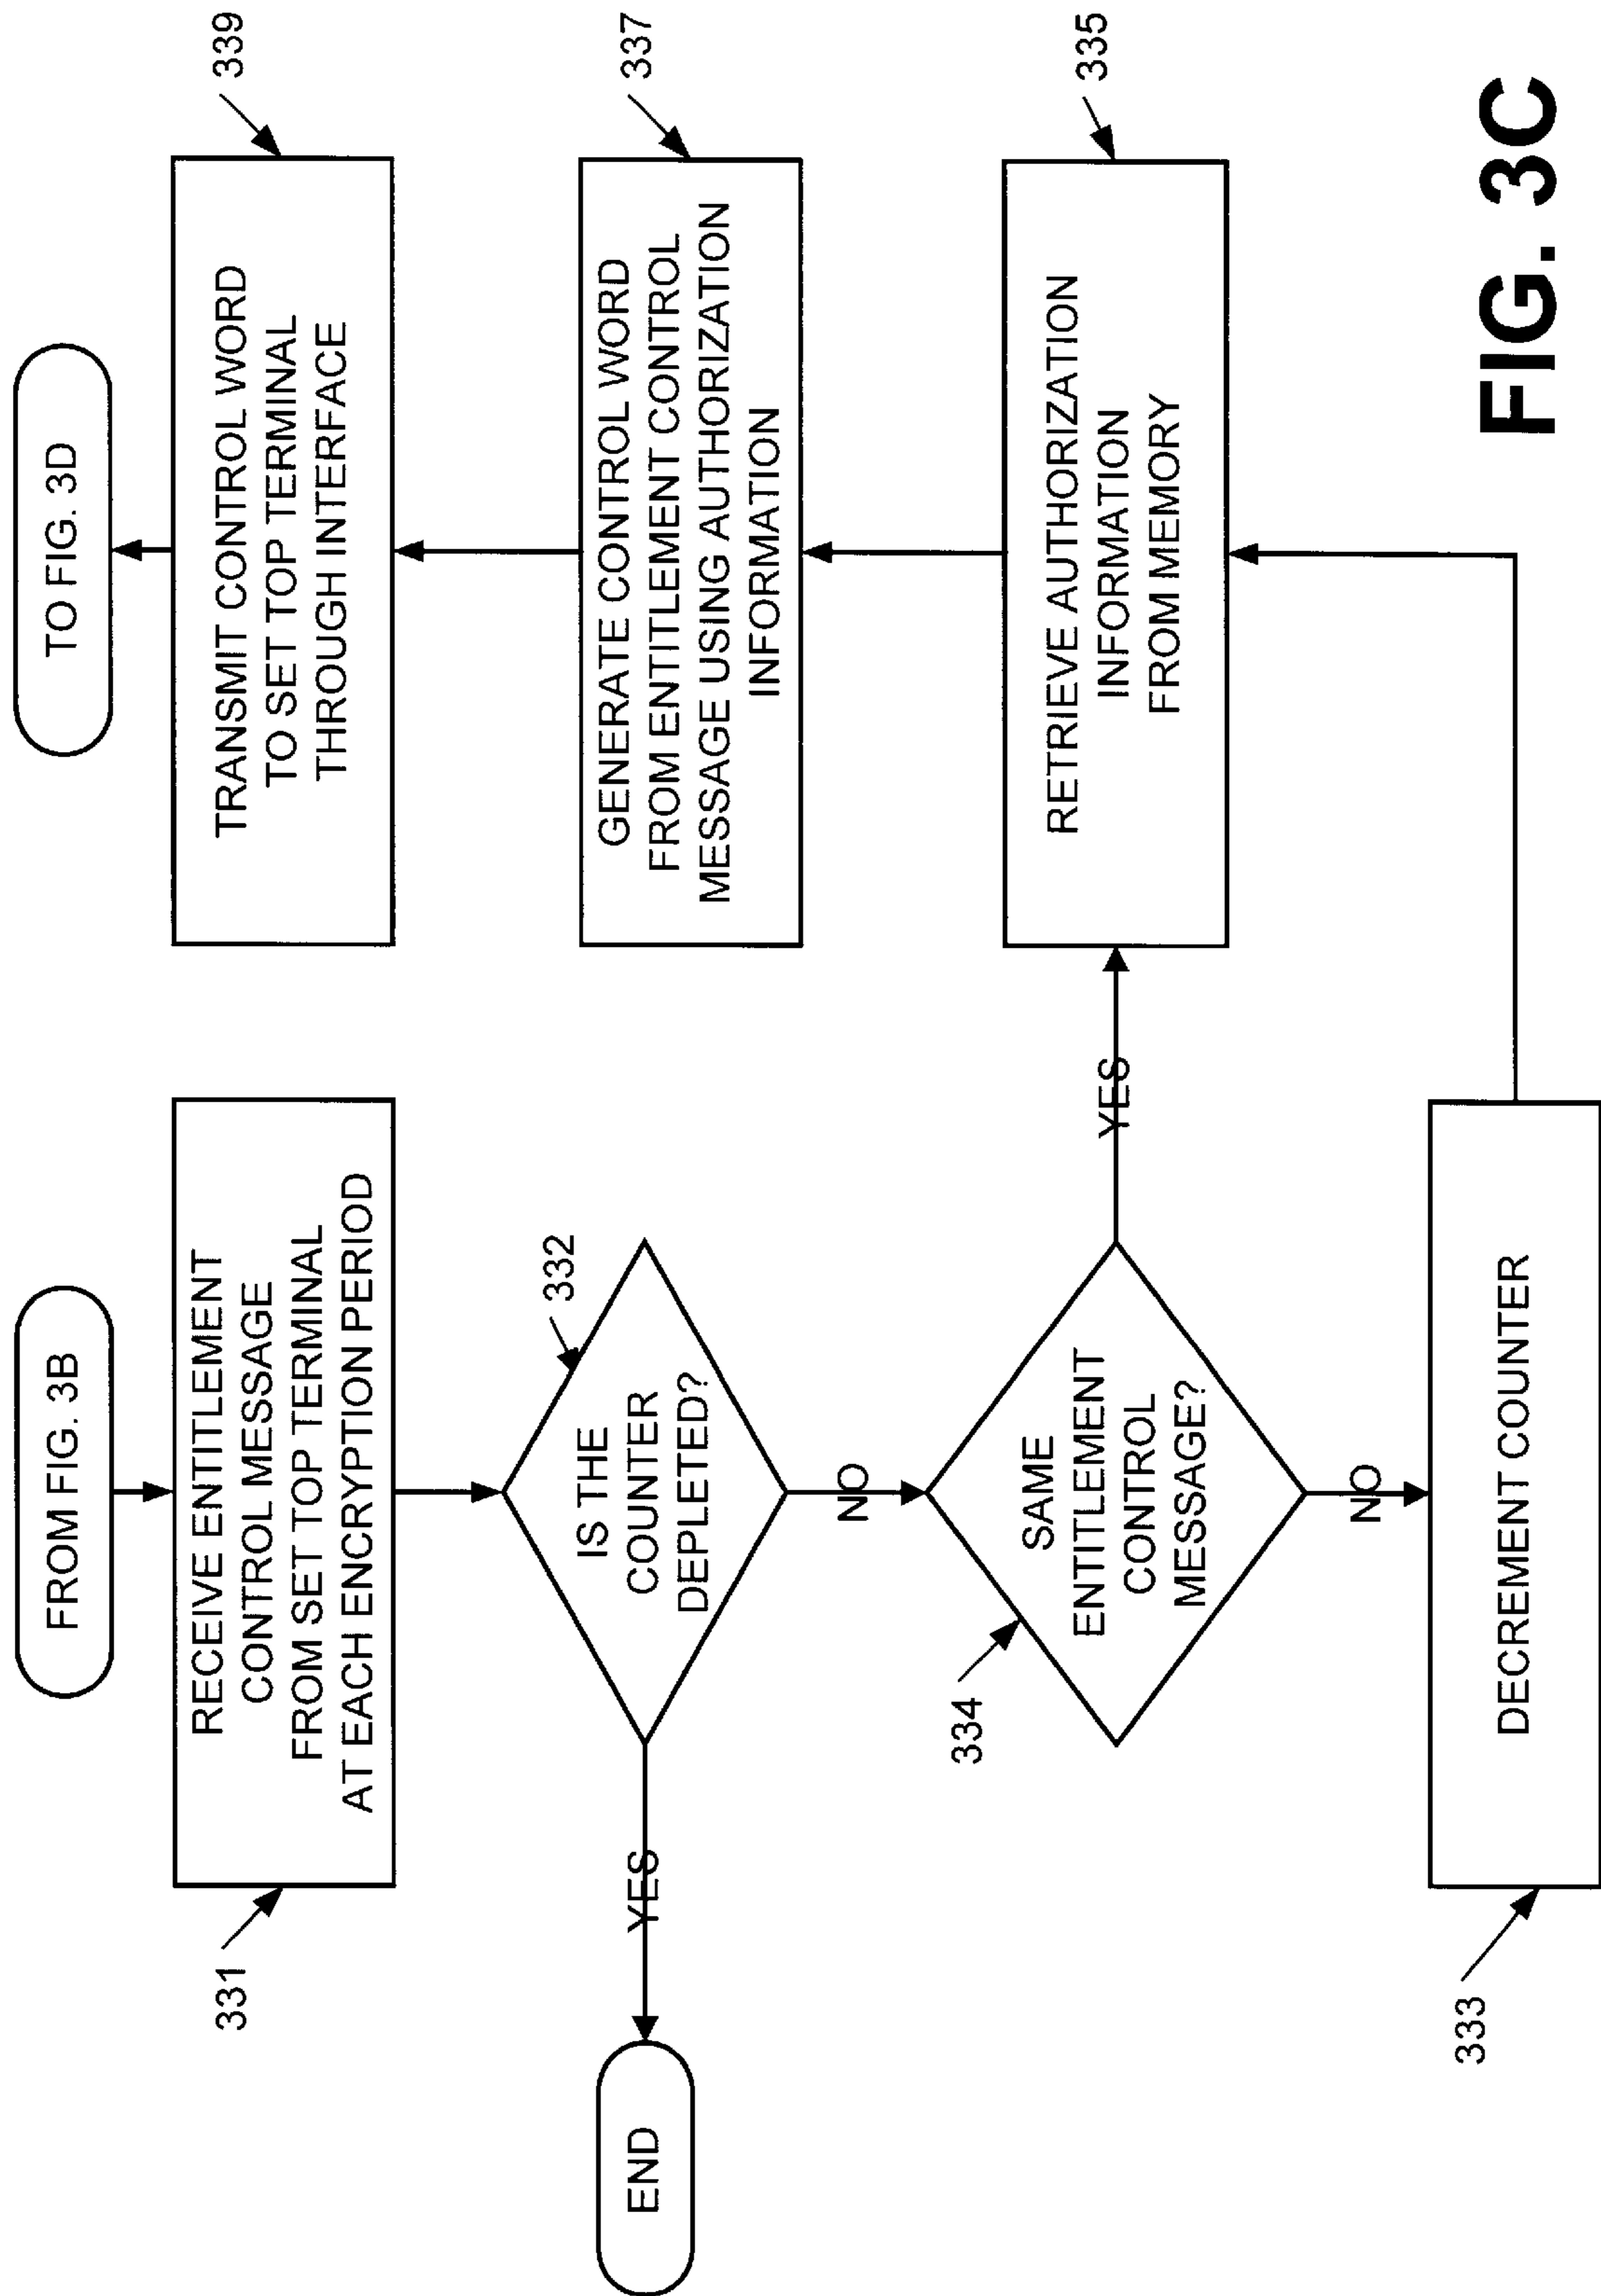 FROM FIG. 3B
331
RECEIVE ENTITLEMENT
CONTROL MESSAGE
FROM SET TOP TERMINAL
AT EACH ENCRYPTION PERIOD
332
IS THE
COUNTER
DEPLETED?
YES
END
NO
334
SAME
ENTITLEMENT
CONTROL
MESSAGE?
YES
NO
333
DECREMENT COUNTER
335
RETRIEVE AUTHORIZATION
INFORMATION
FROM MEMORY
337
GENERATE CONTROL WORD
FROM ENTITLEMENT CONTROL
MESSAGE USING AUTHORIZATION
INFORMATION
339
TRANSMIT CONTROL WORD
TO SET TOP TERMINAL
THROUGH INTERFACE
TO FIG. 3D
FIG. 3C